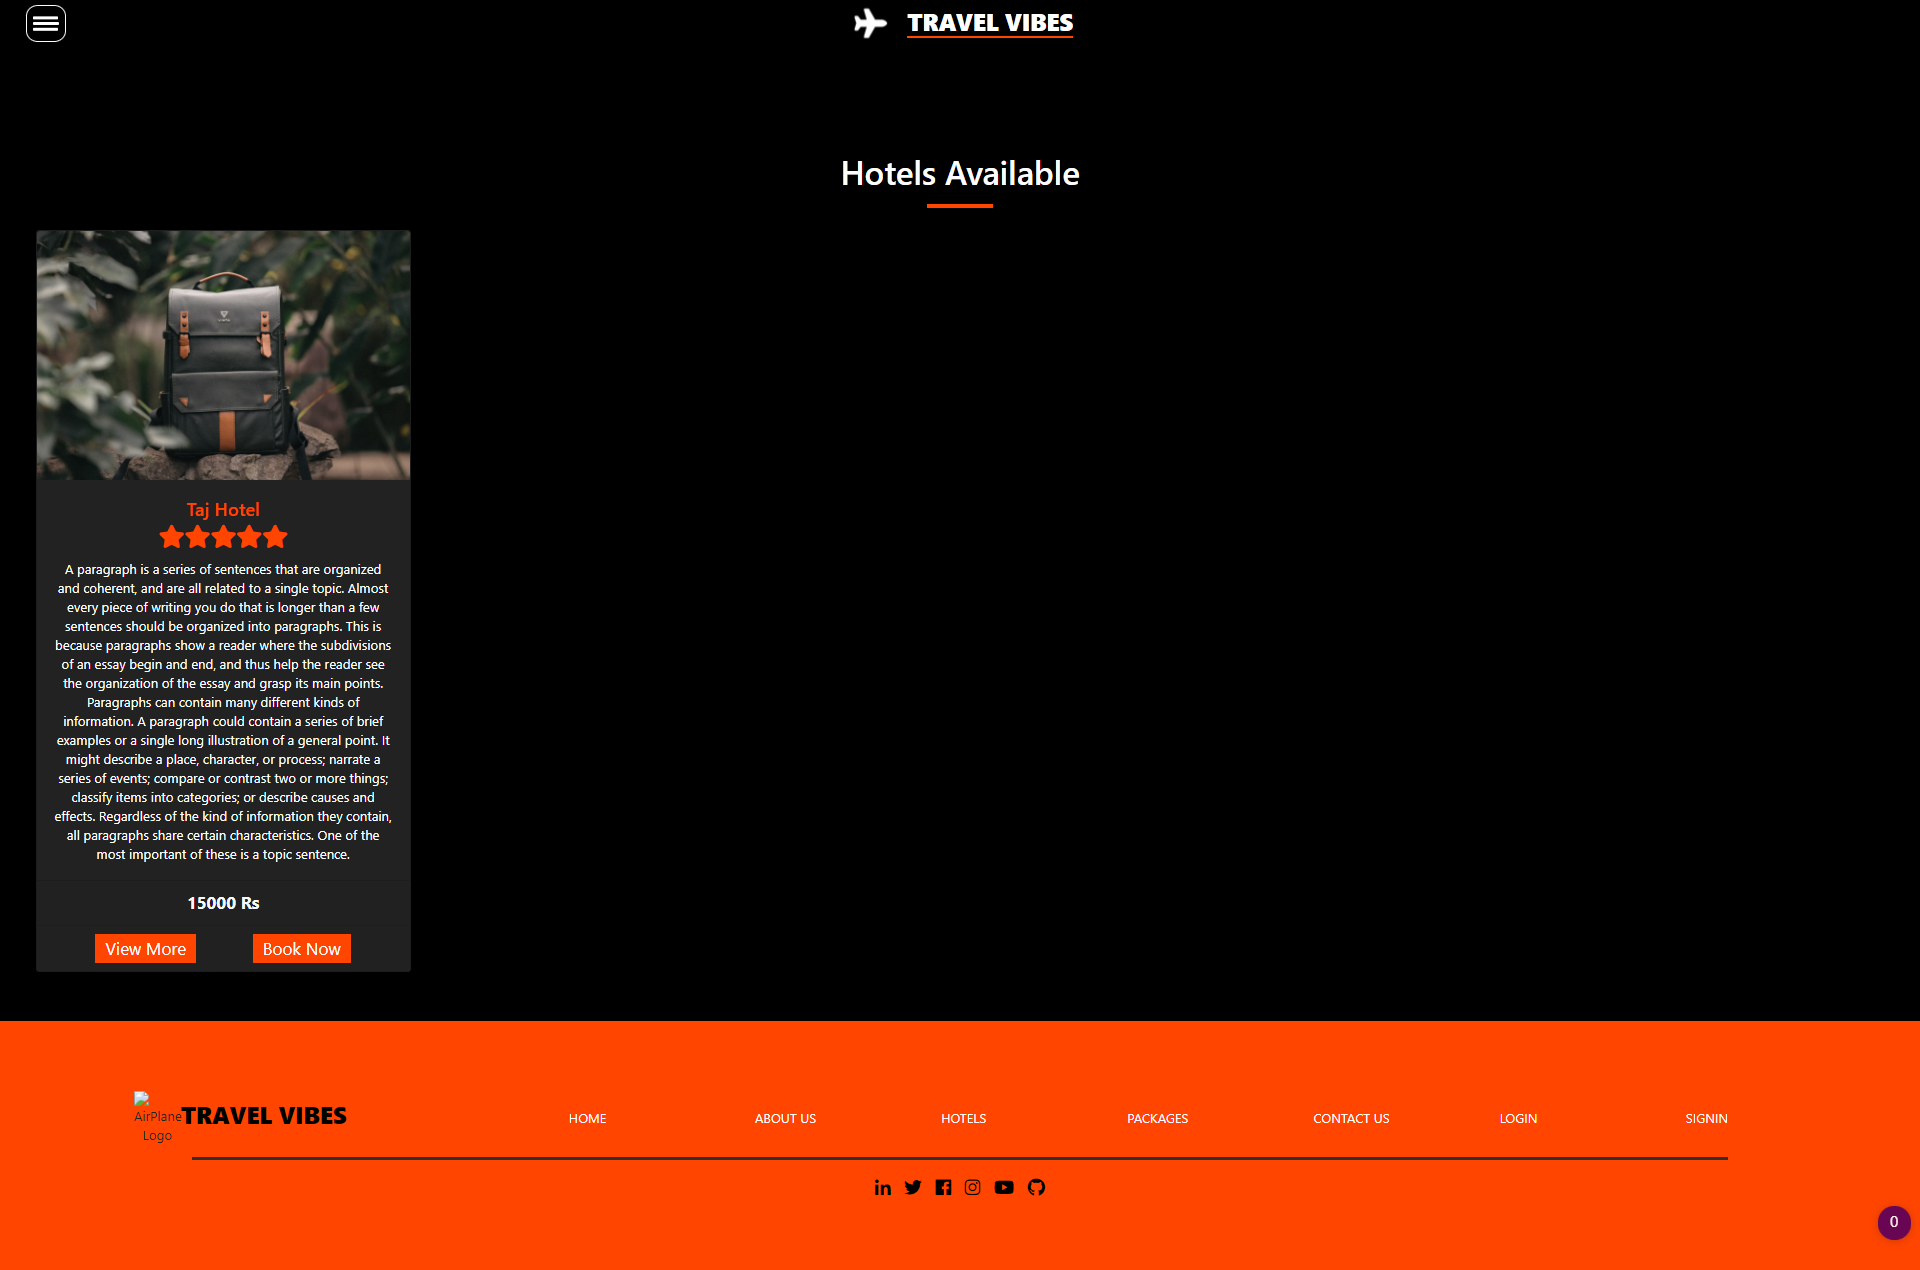 TRAVEL VIBES
Hotels Available
Taj Hotel
A paragraph is a series of sentences that are organized
and coherent, and are all related to a single topic. Almost
every piece of writing you do that is longer than a few
sentences should be organized into paragraphs. This is
because paragraphs show a reader where the subdivisions
of an essay begin and end, and thus help the reader see
the organization of the essay and grasp its main points.
Paragraphs can contain many different kinds of
information. A paragraph could contain a series of brief
examples or a single long illustration of a general point. It
might describe a place, character, or process; narrate a
series of events; compare or contrast two or more things;
classify items into categories; or describe causes and
effects. Regardless of the kind of information they contain,
all paragraphs share certain characteristics. One of the
most important of these is a topic sentence.
15000 Rs
View More
Book Now
AirPlane
Logo
TRAVEL VIBES
HOME
ABOUT US
HOTELS
PACKAGES
CONTACT US
LOGIN
SIGNIN
0